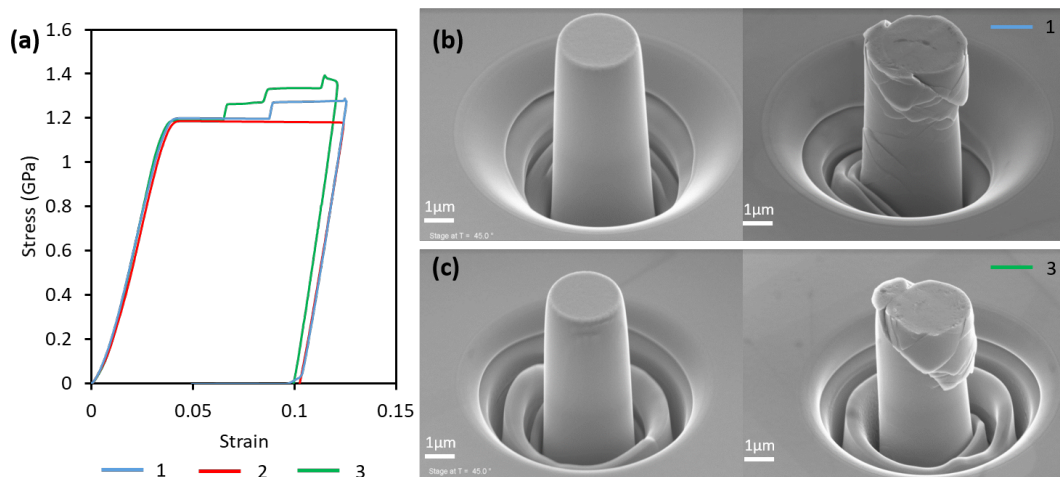 (a)
1.6
1.4
1.2
1
0.8
0.6
0.4
0.2
0
Stress (GPa)
0 0.05 0.1 0.15
Strain
1 2 3
(b)
1μm
Stage at T = 45.0 °
1
1μm
(c)
1μm
Stage at T = 45.0 °
3
1μm